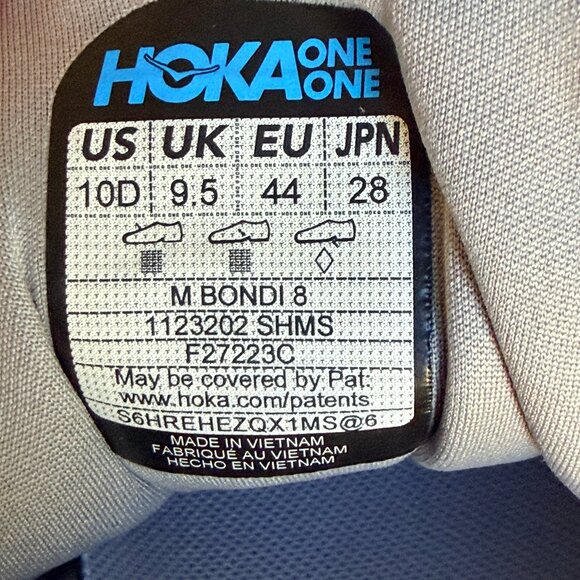 HOKA ONE ONE
US UK EU JPN
10D 9.5 44 28
M BONDI 8
1123202 SHMS
F27223C
May be covered by Pat:
www.hoka.com/patents
S6HREHEZQX1MS@6
MADE IN VIETNAM
FABRIQUÉ AU VIETNAM
HECHO EN VIETNAM